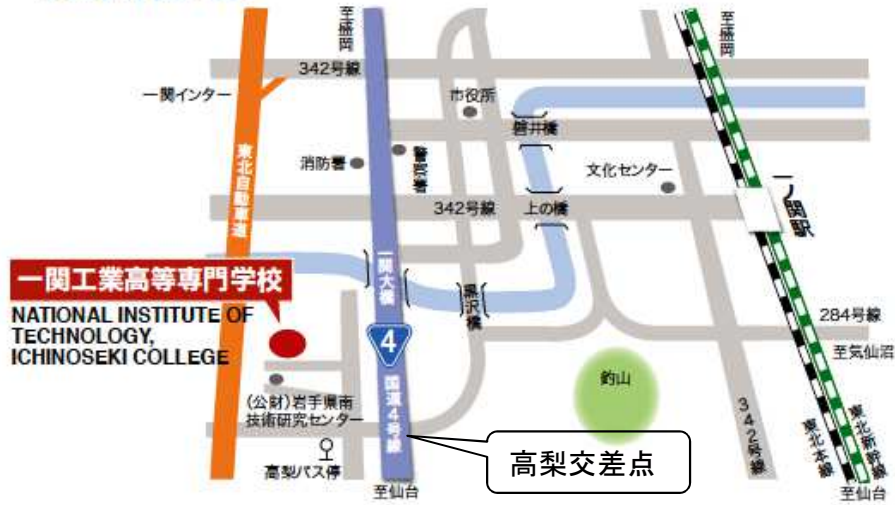 至盛岡
至盛岡
342号線
一関インター
市役所
磐井橋
消防署
文化センター
東北自動車道
342号線
上の橋
一ノ関駅
一関大橋
一関工業高等専門学校
NATIONAL INSTITUTE OF
TECHNOLOGY,
ICHINOSEKI COLLEGE
黒沢橋
284号線
4
至気仙沼
国道4号線
釣山
(公財)岩手県南
技術研究センター
342号線
東北本線
東北新幹線
高梨バス停
高梨交差点
至仙台
至仙台